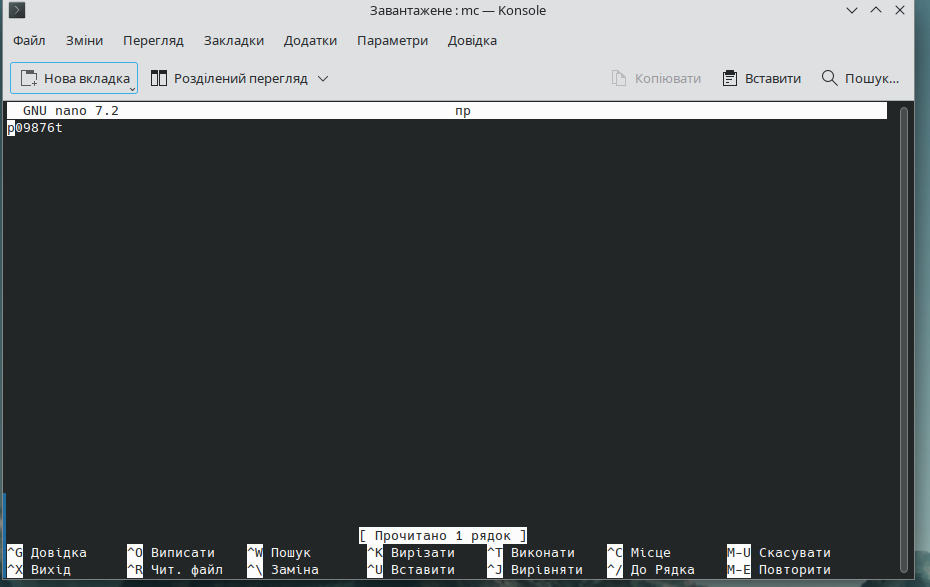 Завантажене : mc — Konsole
Файл Зміни Перегляд Закладки Додатки Параметри Довідка
Нова вкладка Розділений перегляд Копіювати Вставити Пошук...
GNU nano 7.2 пр
p09876t
[ Прочитано 1 рядок ]
^G Довідка ^O Виписати ^W Пошук ^K Вирізати ^T Виконати ^C Місце M-U Скасувати
^X Вихід ^R Чит. файл ^\ Заміна ^U Вставити ^J Вирівняти ^/ До Рядка M-E Повторити